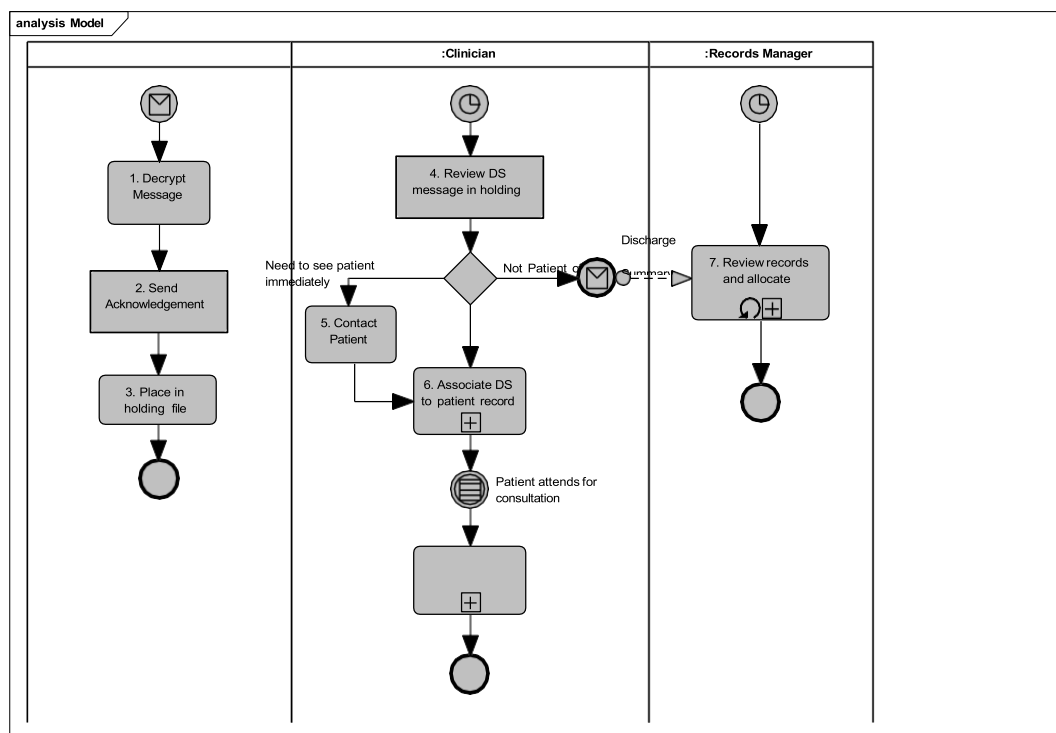 analysis Model
:Clinician
:Records Manager
1. Decrypt
Message
2. Send
Acknowledgement
3. Place in
holding file
4. Review DS
message in holding
Need to see patient
immediately
Not Patient
5. Contact
Patient
6. Associate DS
to patient record
Patient attends for
consultation
Discharge
Summary
7. Review records
and allocate